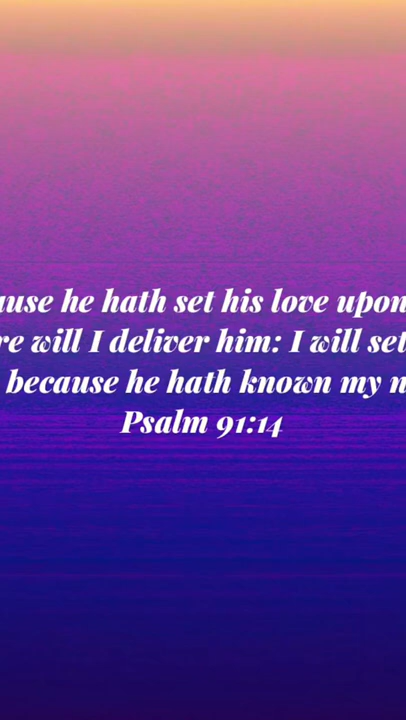 ause he hath set his love upon
re will I deliver him: I will set
because he hath known my n
Psalm 91:14